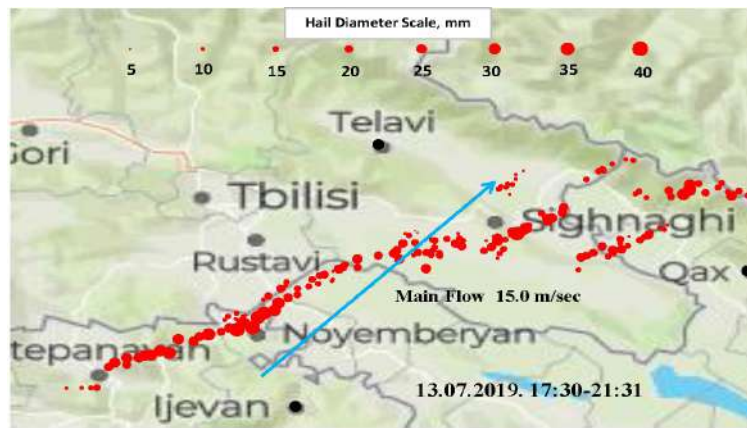 Hail Diameter Scale, mm
5 10 15 20 25 30 35 40
Telavi
Gori
Tbilisi
Sighnaghi
Rustavi
Qax
Main Flow 15.0 m/sec
Noyemberyan
tepanavan
13.07.2019. 17:30-21:31
Ijevan